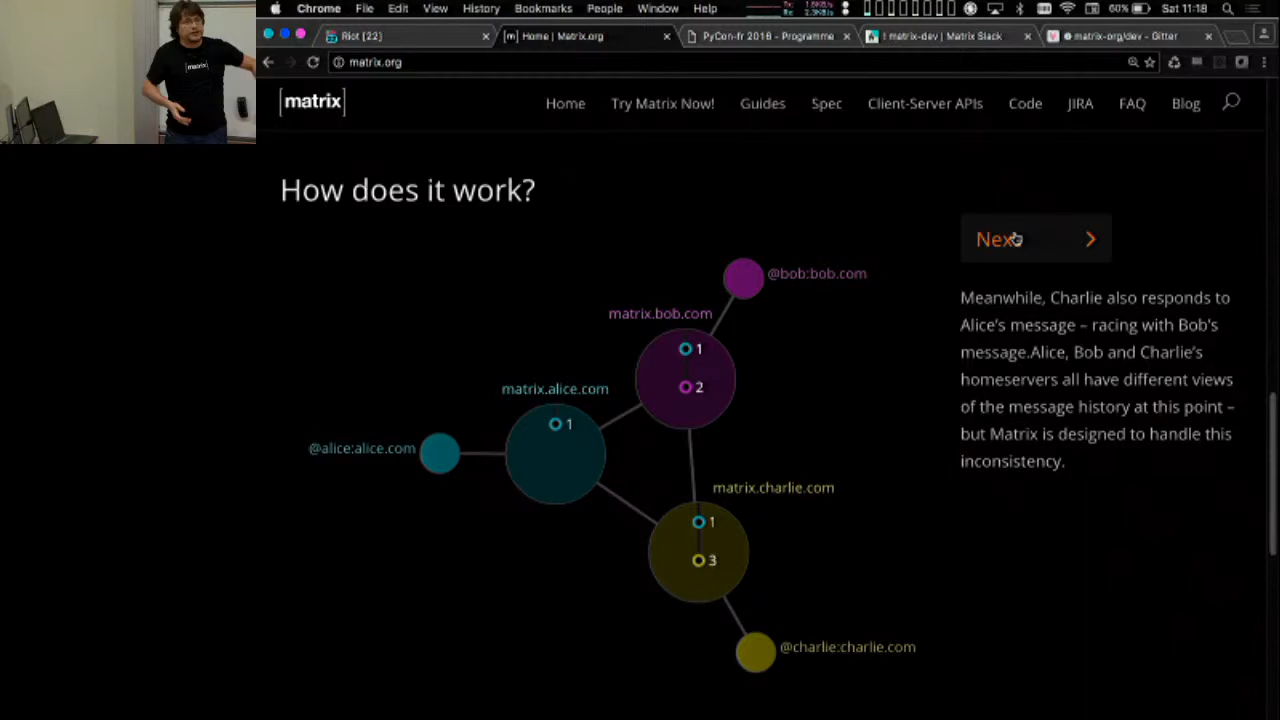 Chrome File Edit View History Bookmarks People Window Help 60% Sat 11:18
Riot [22] [m] Home | Matrix.org PyCon-fr 2016 - Programme ! matrix-dev | Matrix Slack matrix-org/dev - Gitter
matrix.org
[matrix] Home Try Matrix Now! Guides Spec Client-Server APIs Code JIRA FAQ Blog
[matrix]
How does it work?
Nex
@bob:bob.com
matrix.bob.com
1
2
matrix.alice.com
1
@alice:alice.com
matrix.charlie.com
1
3
@charlie:charlie.com
Meanwhile, Charlie also responds to
Alice's message – racing with Bob's
message.Alice, Bob and Charlie's
homeservers all have different views
of the message history at this point –
but Matrix is designed to handle this
inconsistency.